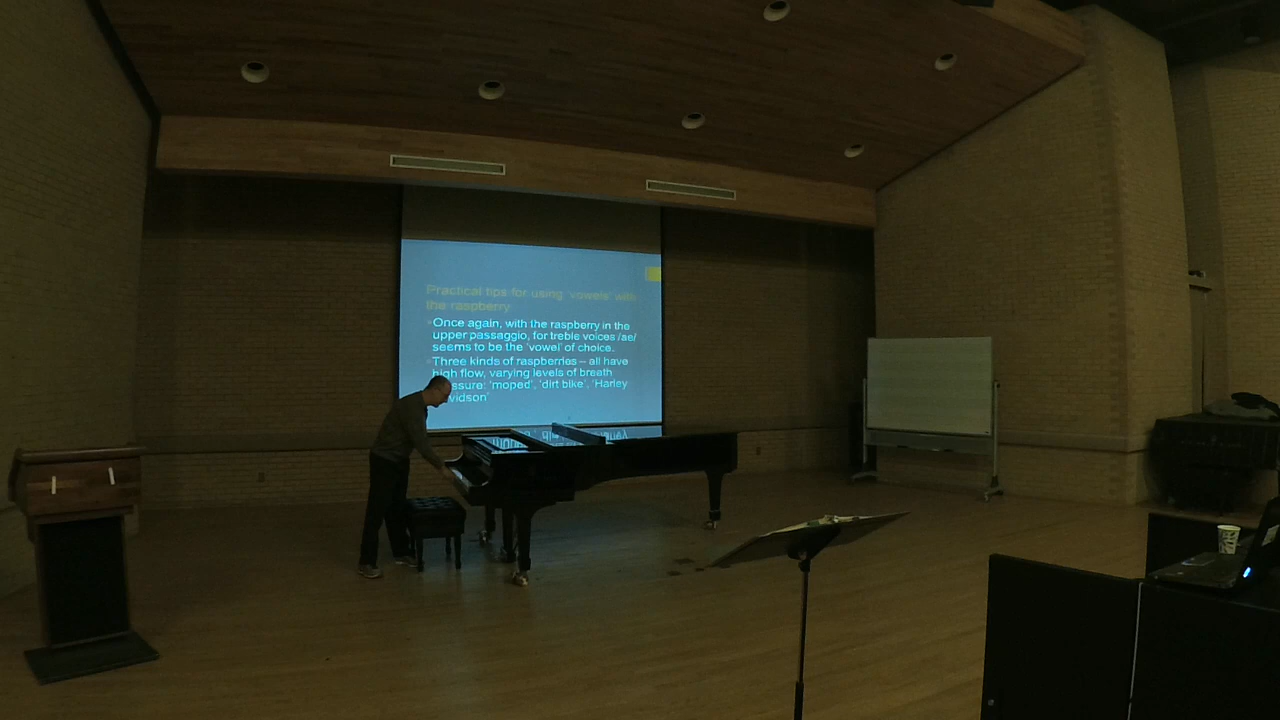 Practical tips for using 'vowels' with
the raspberry
Once again, with the raspberry in the
upper passaggio, for treble voices /ae/
seems to be the 'vowel' of choice.
Three kinds of raspberries – all have
high flow, varying levels of breath
ssure: 'moped', 'dirt bike', 'Harley
vidson'